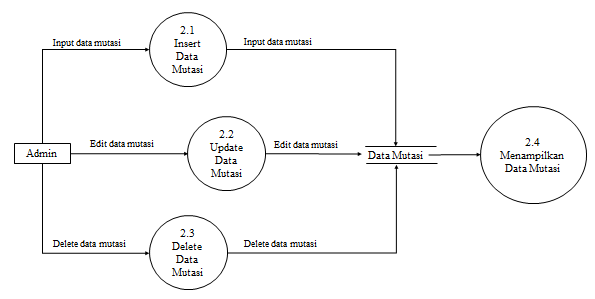 2.1
Insert
Data
Mutasi
Input data mutasi
Input data mutasi
Admin
Edit data mutasi
2.2
Update
Data
Mutasi
Edit data mutasi
Data Mutasi
2.4
Menampilkan
Data Mutasi
Delete data mutasi
2.3
Delete
Data
Mutasi
Delete data mutasi